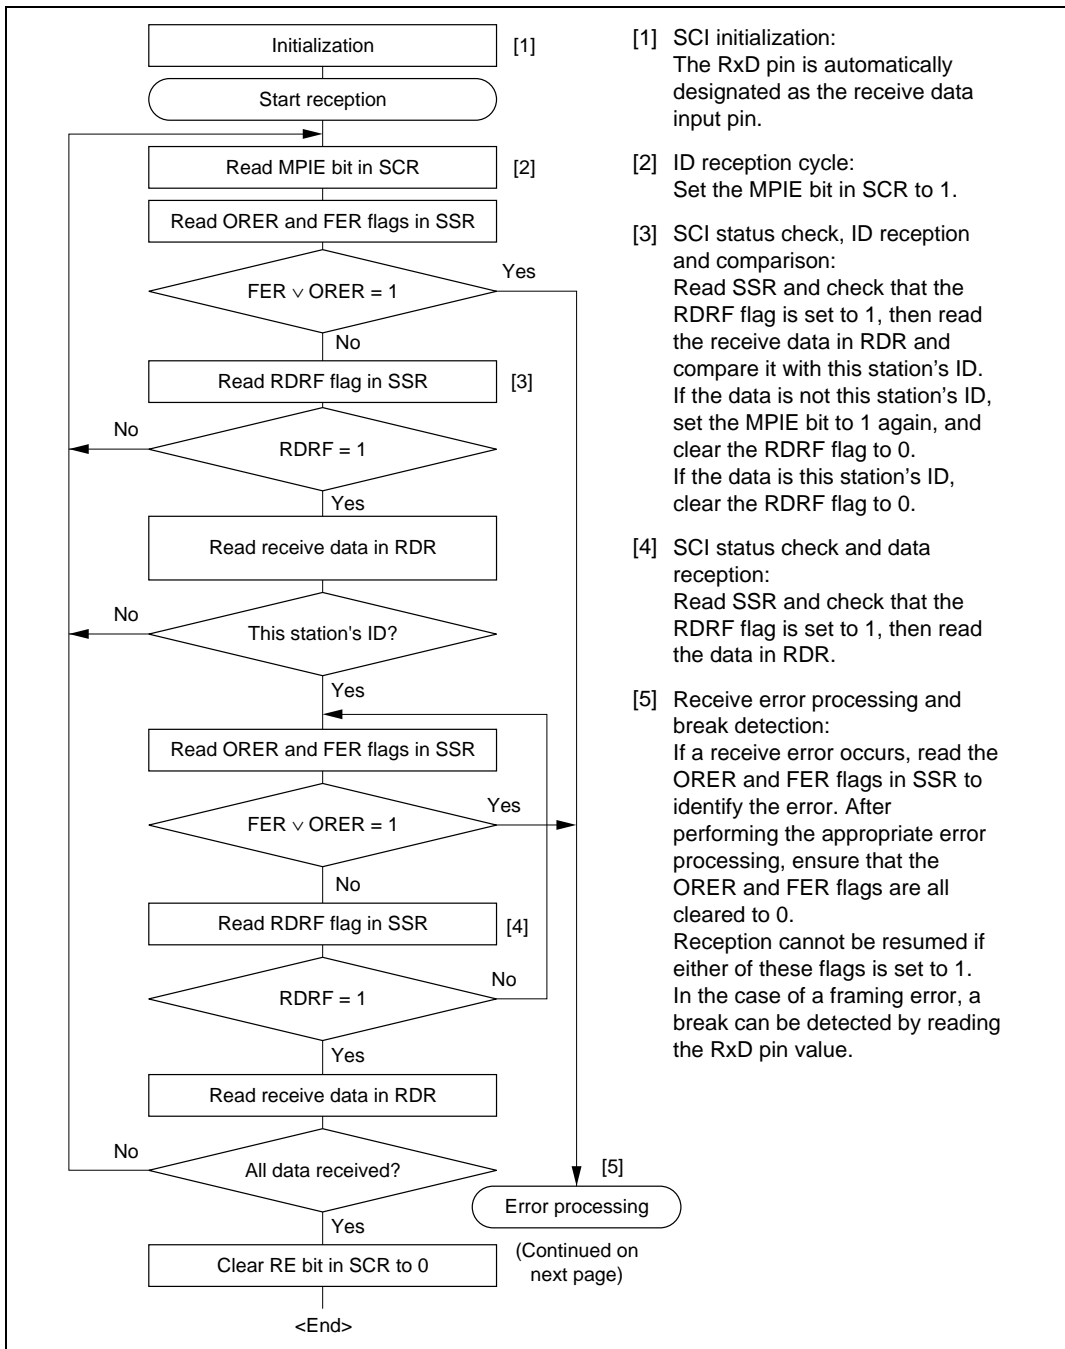 Initialization
[1]
Start reception
Read MPIE bit in SCR
[2]
Read ORER and FER flags in SSR
FER ∨ ORER = 1
Yes
No
Read RDRF flag in SSR
[3]
RDRF = 1
No
Yes
Read receive data in RDR
This station's ID?
No
Yes
Read ORER and FER flags in SSR
FER ∨ ORER = 1
Yes
No
Read RDRF flag in SSR
[4]
RDRF = 1
No
Yes
Read receive data in RDR
All data received?
No
Yes
Clear RE bit in SCR to 0
<End>
[5]
Error processing
(Continued on
next page)
[1] SCI initialization:
The RxD pin is automatically
designated as the receive data
input pin.
[2] ID reception cycle:
Set the MPIE bit in SCR to 1.
[3] SCI status check, ID reception
and comparison:
Read SSR and check that the
RDRF flag is set to 1, then read
the receive data in RDR and
compare it with this station's ID.
If the data is not this station's ID,
set the MPIE bit to 1 again, and
clear the RDRF flag to 0.
If the data is this station's ID,
clear the RDRF flag to 0.
[4] SCI status check and data
reception:
Read SSR and check that the
RDRF flag is set to 1, then read
the data in RDR.
[5] Receive error processing and
break detection:
If a receive error occurs, read the
ORER and FER flags in SSR to
identify the error. After
performing the appropriate error
processing, ensure that the
ORER and FER flags are all
cleared to 0.
Reception cannot be resumed if
either of these flags is set to 1.
In the case of a framing error, a
break can be detected by reading
the RxD pin value.